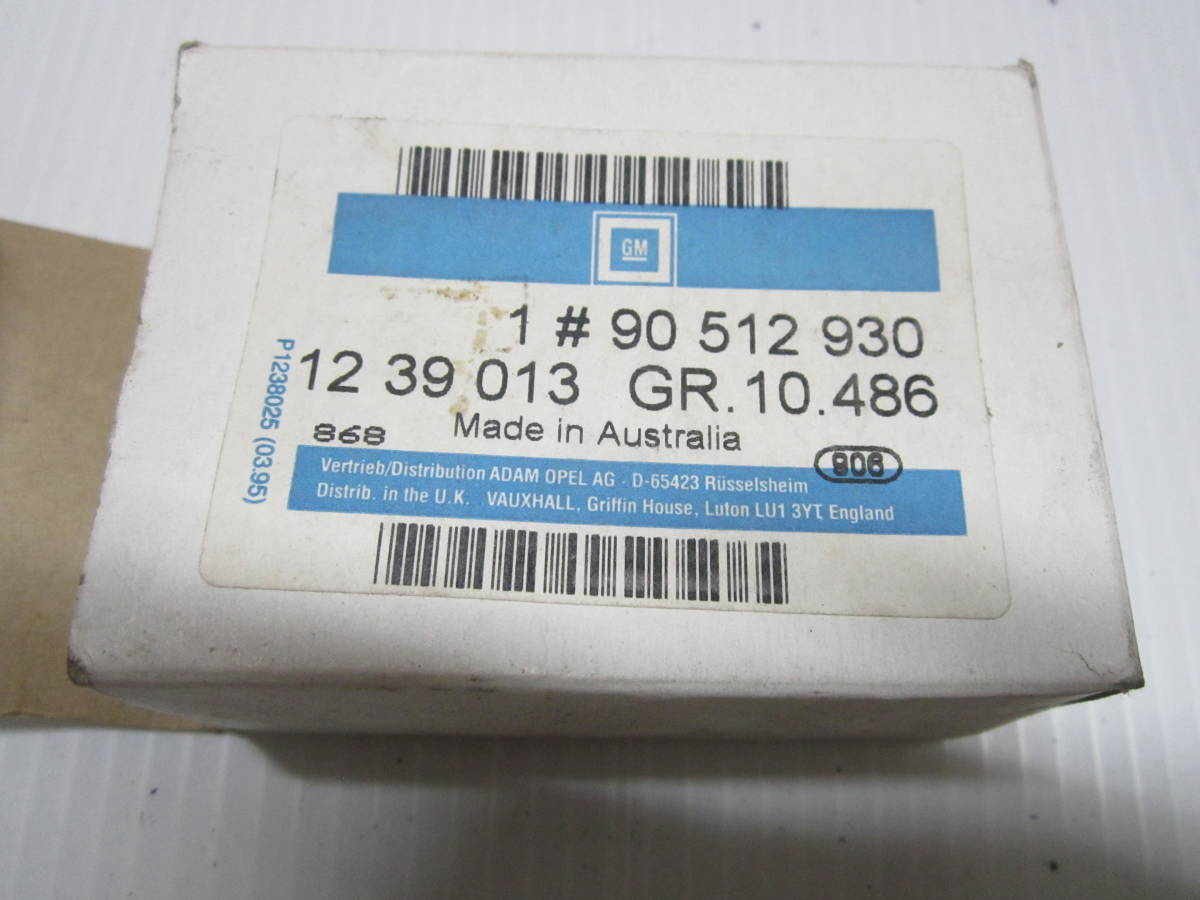 GM
1 # 90 512 930
12 39 013 GR.10.486
868 Made in Australia
906
Vertrieb/Distribution ADAM OPEL AG - D-65423 Rüsselsheim
Distrib. in the U.K. VAUXHALL, Griffin House, Luton LU1 3YT, England
P1238025 (03.95)